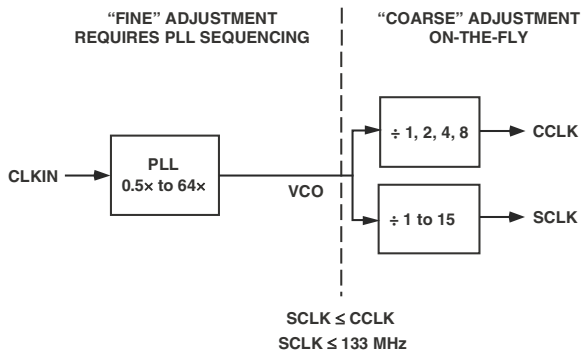 “FINE” ADJUSTMENT
REQUIRES PLL SEQUENCING
“COARSE” ADJUSTMENT
ON-THE-FLY
CLKIN
PLL
0.5× to 64×
VCO
÷ 1, 2, 4, 8
CCLK
÷ 1 to 15
SCLK
SCLK ≤ CCLK
SCLK ≤ 133 MHz